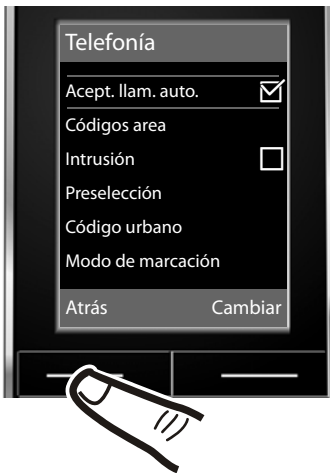 Telefonía
Acept. llam. auto.
Códigos area
Intrusión
Preselección
Código urbano
Modo de marcación
Atrás Cambiar